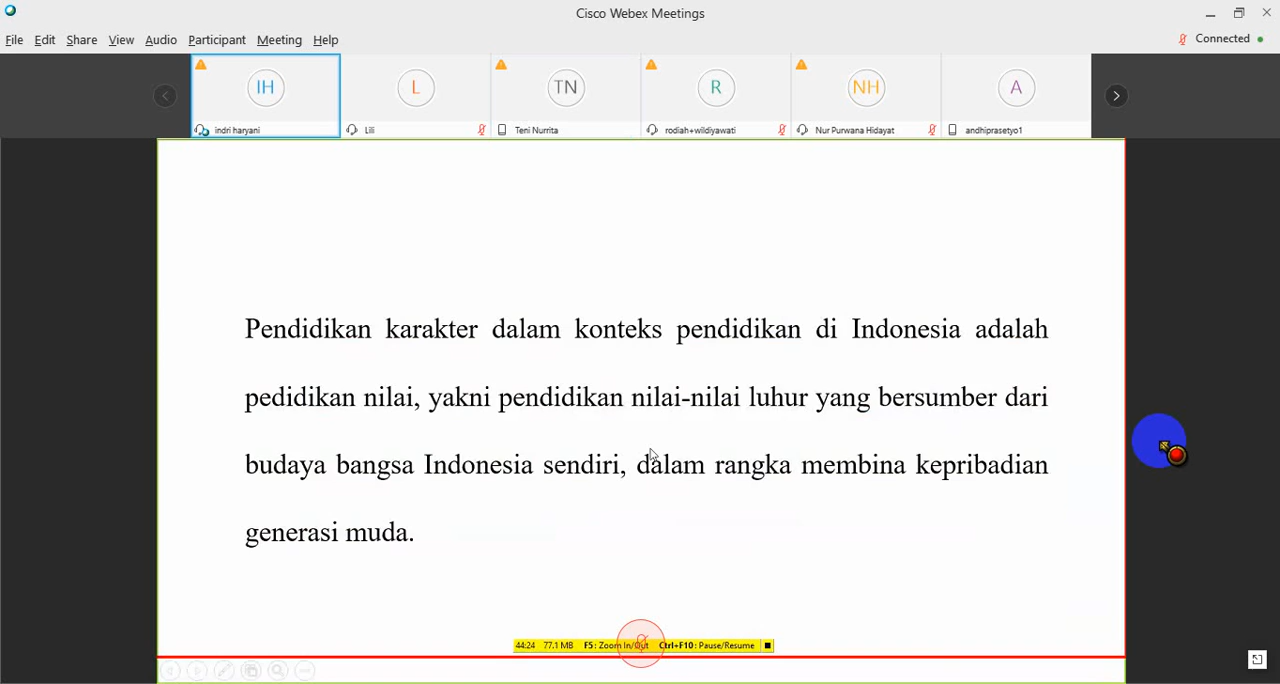 Cisco Webex Meetings
File Edit Share View Audio Participant Meeting Help
Connected
IH L TN R NH A
indri haryani Lili Teni Nurrita rodiah+wildiyawati Nur Purwana Hidayat andhiprasetyo1
Pendidikan karakter dalam konteks pendidikan di Indonesia adalah
pedidikan nilai, yakni pendidikan nilai-nilai luhur yang bersumber dari
budaya bangsa Indonesia sendiri, dalam rangka membina kepribadian
generasi muda.
44:24 77.1 MB F5: Zoom In/Out Ctrl+F10: Pause/Resume